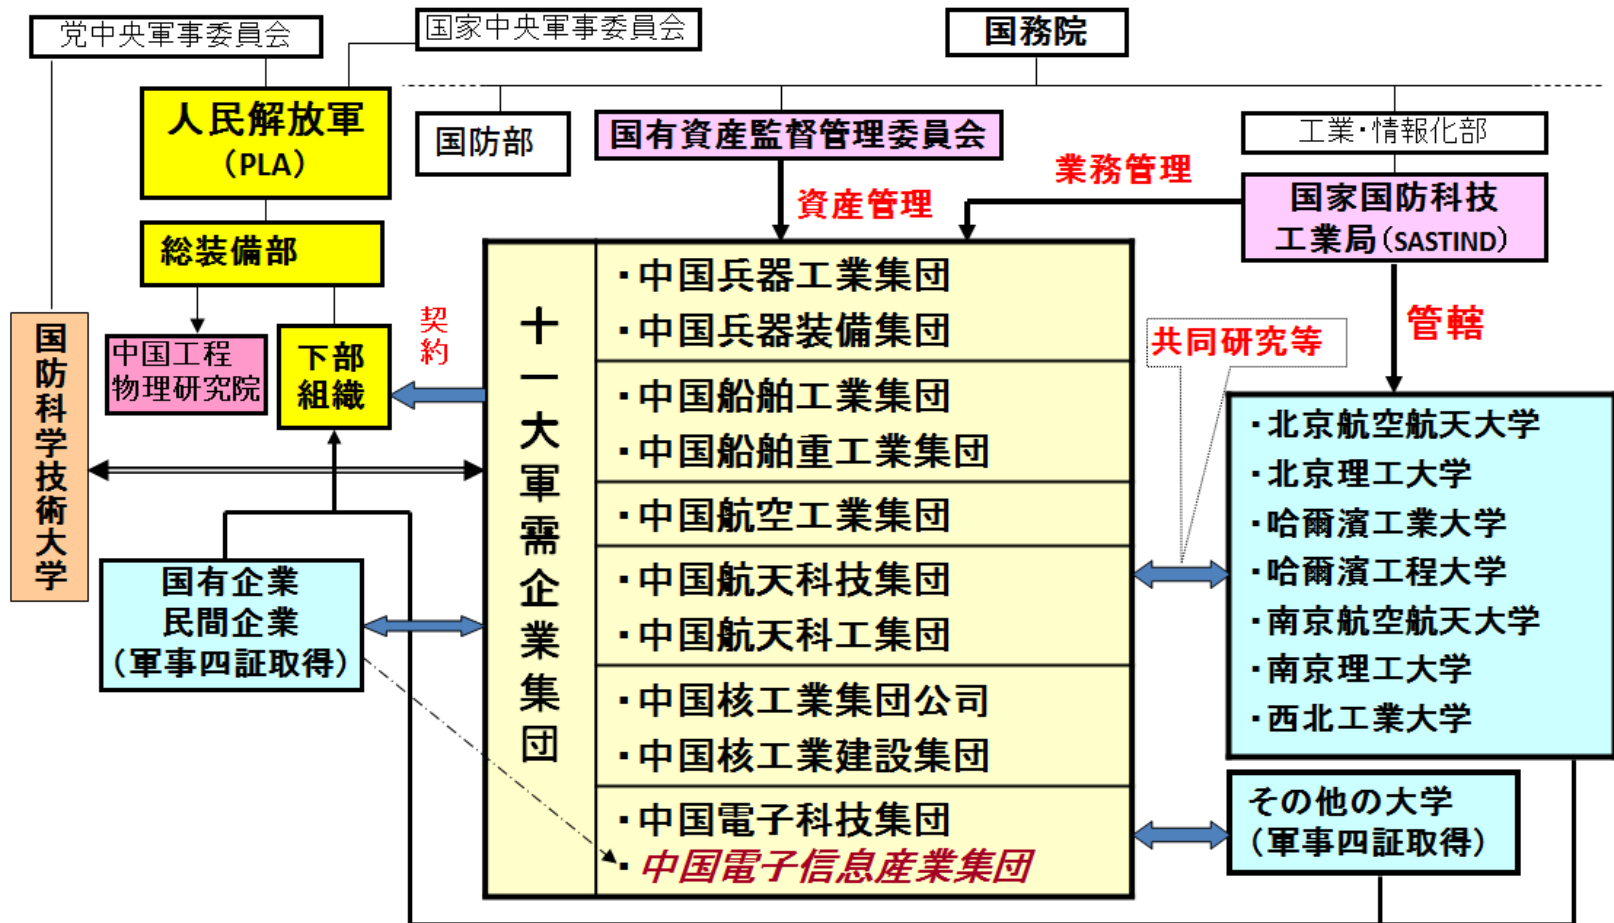 党中央軍事委員会
国家中央軍事委員会
国務院
人民解放軍
(PLA)
国防部
国有資産監督管理委員会
工業・情報化部
業務管理
資産管理
国家国防科技
工業局(SASTIND)
総装備部
管轄
契
約
共同研究等
中国工程
物理研究院
下部
組織
国防科学技術大学
十一大軍需企業集団
・中国兵器工業集団
・中国兵器装備集団
・中国船舶工業集団
・中国船舶重工業集団
・中国航空工業集団
・中国航天科技集団
・中国航天科工集団
・中国核工業集団公司
・中国核工業建設集団
・中国電子科技集団
・中国電子信息産業集団
・北京航空航天大学
・北京理工大学
・哈爾濱工業大学
・哈爾濱工程大学
・南京航空航天大学
・南京理工大学
・西北工業大学
国有企業
民間企業
(軍事四証取得)
その他の大学
(軍事四証取得)